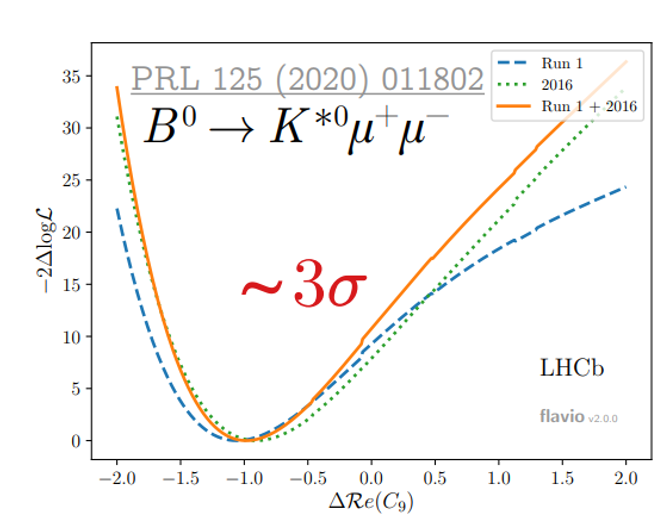 PRL 125 (2020) 011802
B⁰ → K*⁰μ⁺μ⁻
Run 1
2016
Run 1 + 2016
~3σ
LHCb
flavio v2.0.0
−2Δlogℒ
35
30
25
20
15
10
5
0
−2.0 −1.5 −1.0 −0.5 0.0 0.5 1.0 1.5 2.0
Δℛe(C₉)